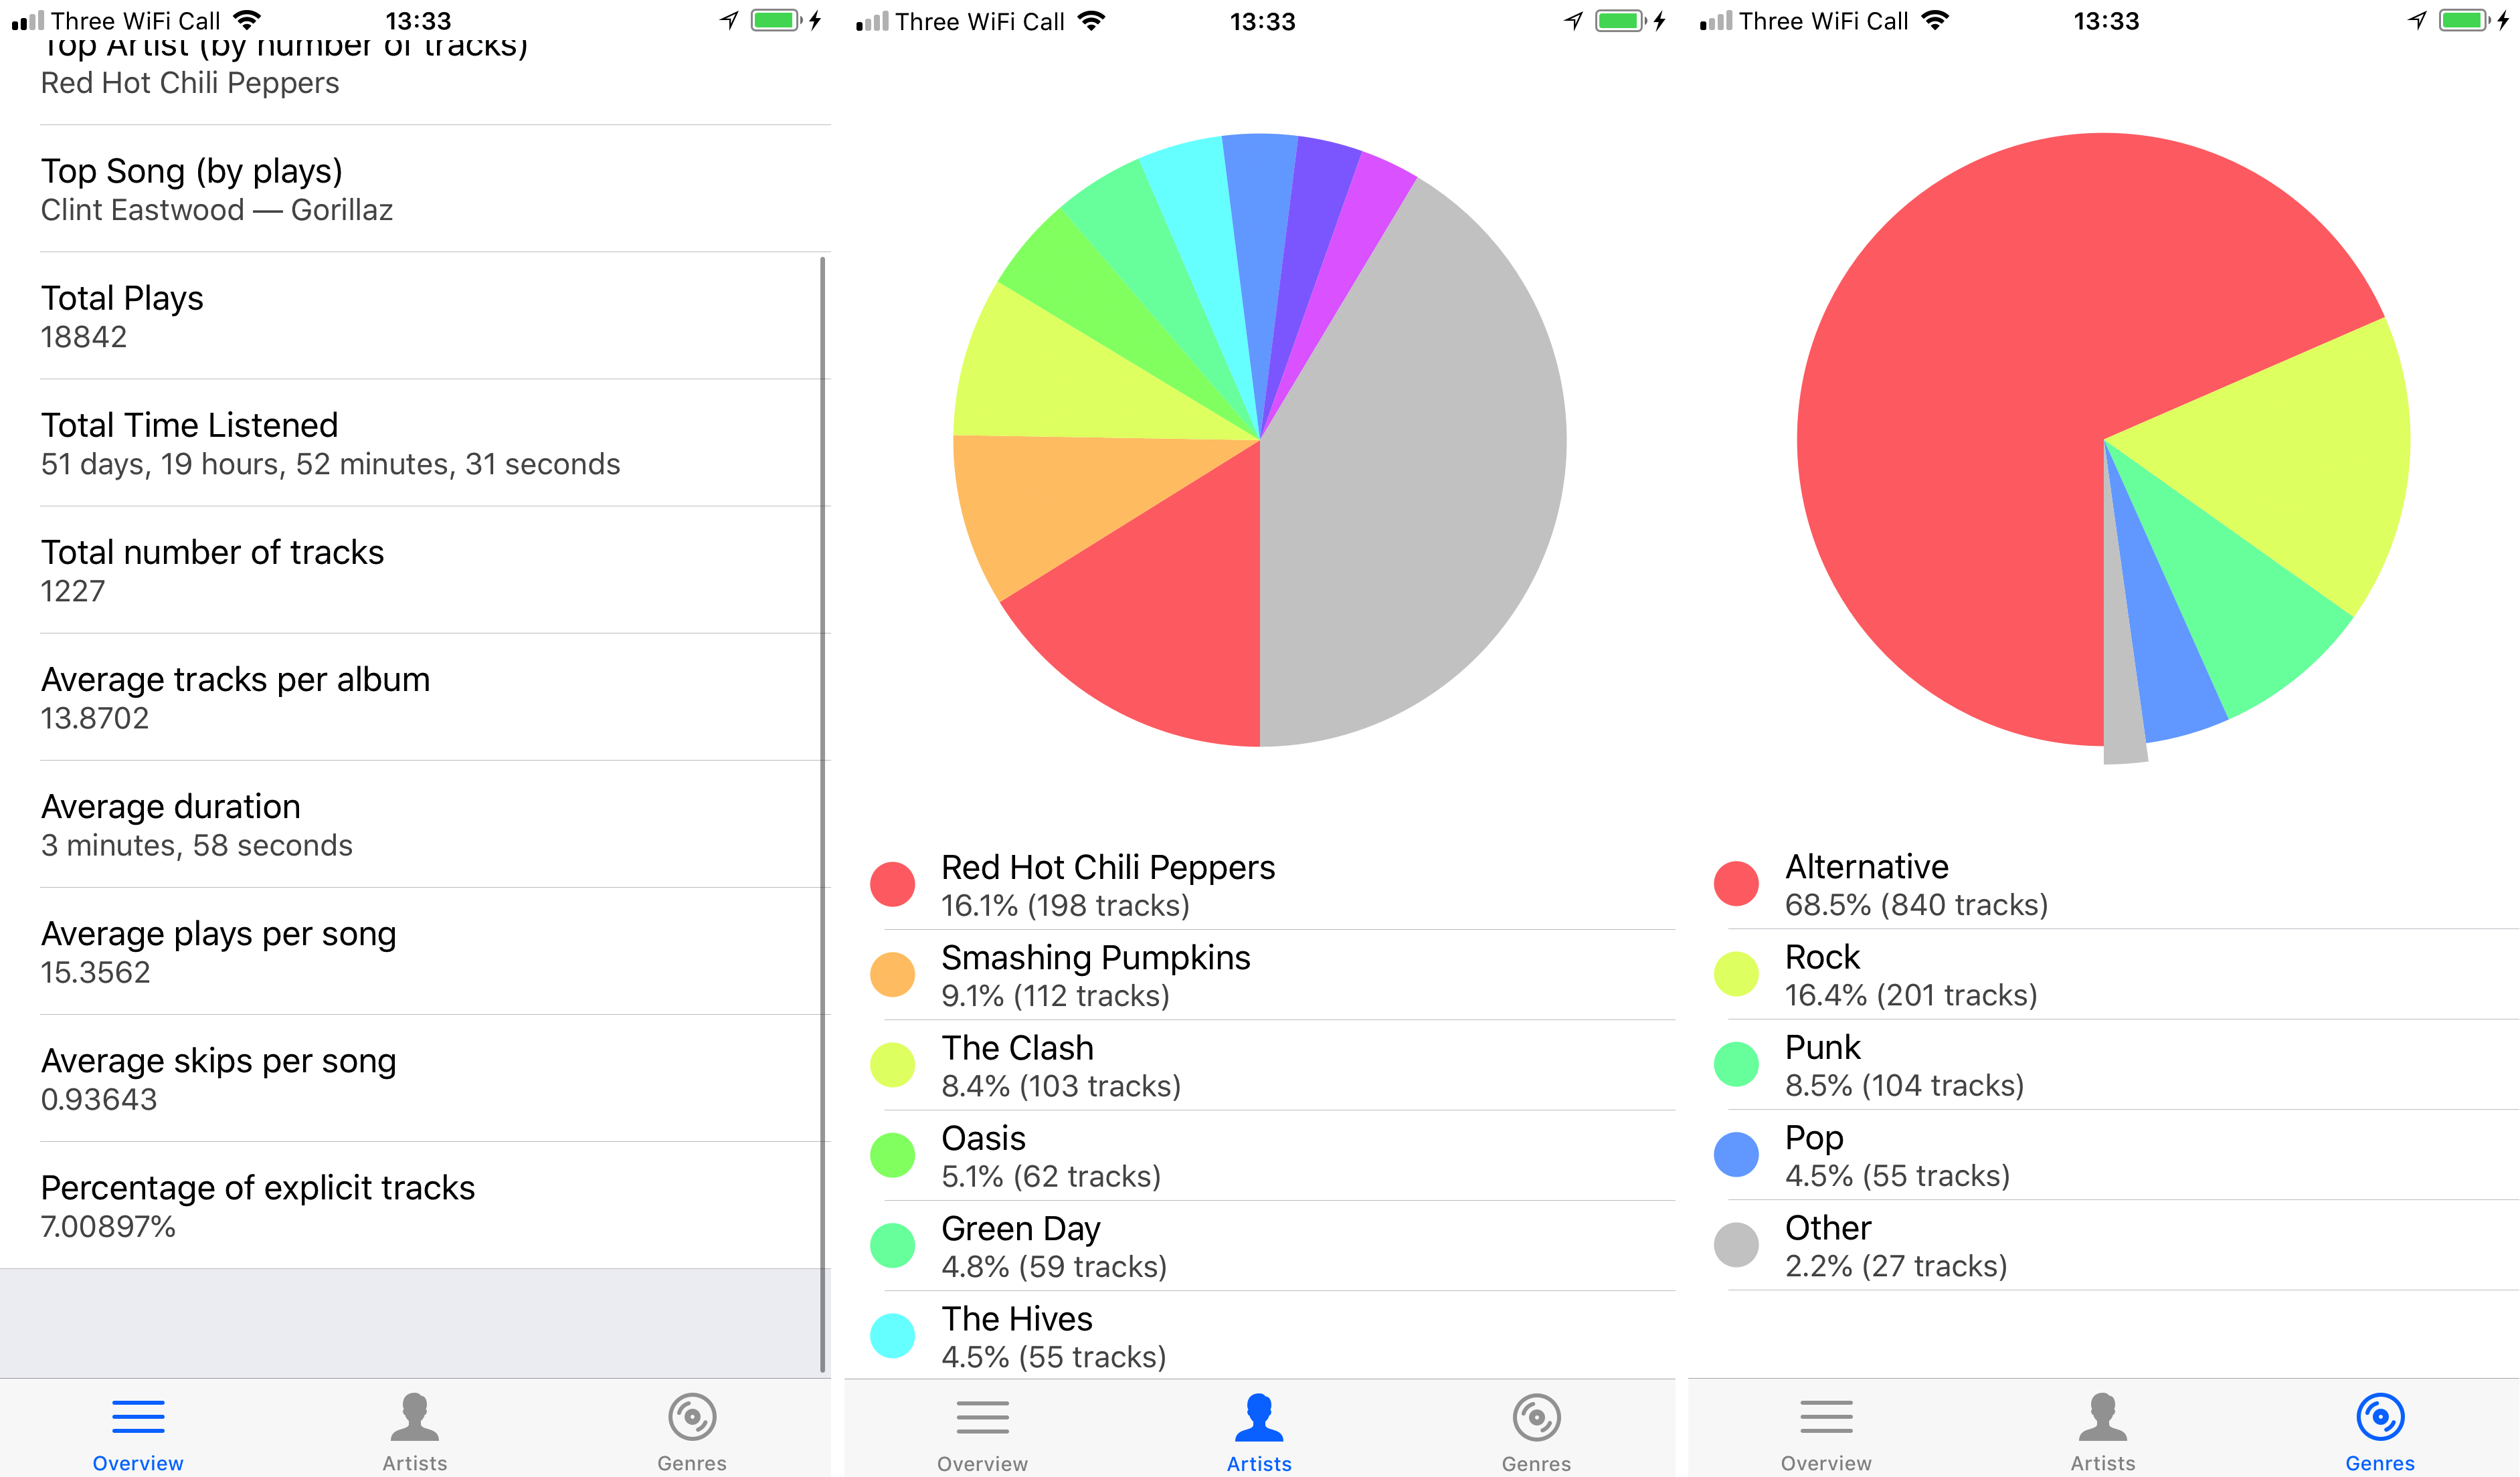 Three WiFi Call 13:33
Top Artist (by number of tracks)
Red Hot Chili Peppers
Top Song (by plays)
Clint Eastwood — Gorillaz
Total Plays
18842
Total Time Listened
51 days, 19 hours, 52 minutes, 31 seconds
Total number of tracks
1227
Average tracks per album
13.8702
Average duration
3 minutes, 58 seconds
Average plays per song
15.3562
Average skips per song
0.93643
Percentage of explicit tracks
7.00897%
Overview Artists Genres
Three WiFi Call 13:33
Red Hot Chili Peppers
16.1% (198 tracks)
Smashing Pumpkins
9.1% (112 tracks)
The Clash
8.4% (103 tracks)
Oasis
5.1% (62 tracks)
Green Day
4.8% (59 tracks)
The Hives
4.5% (55 tracks)
Overview Artists Genres
Three WiFi Call 13:33
Alternative
68.5% (840 tracks)
Rock
16.4% (201 tracks)
Punk
8.5% (104 tracks)
Pop
4.5% (55 tracks)
Other
2.2% (27 tracks)
Overview Artists Genres